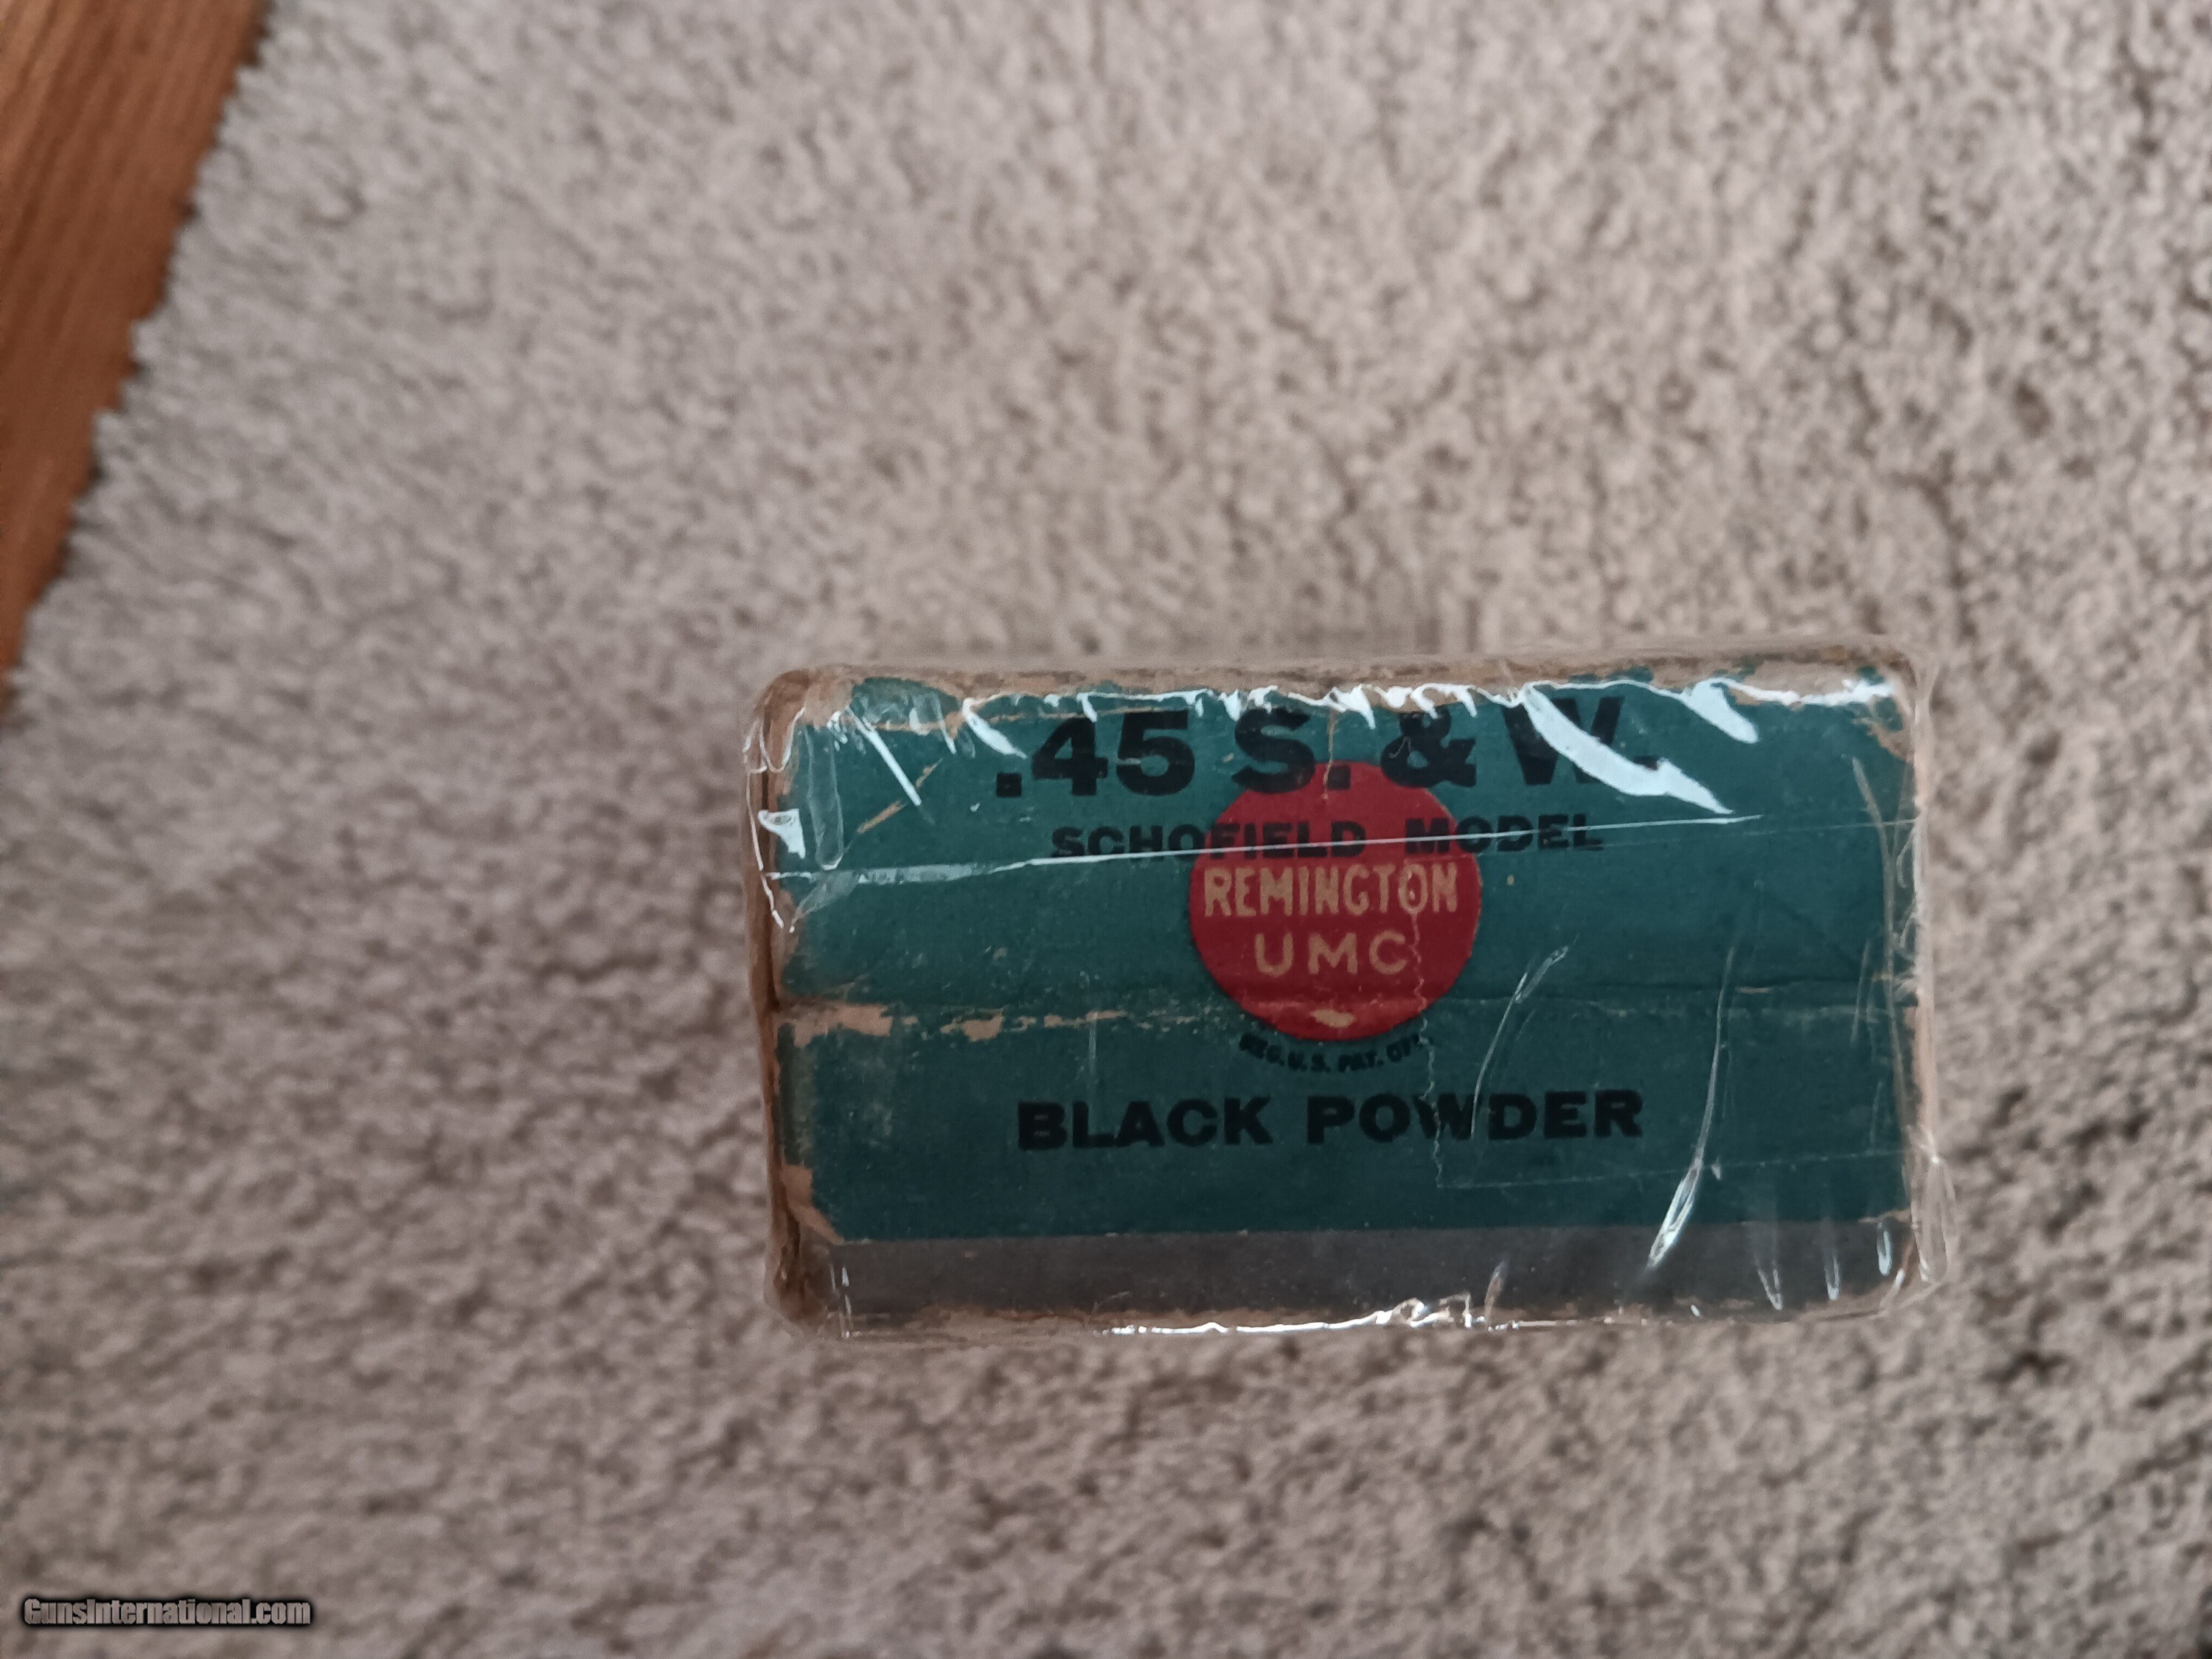 .45 S. & W.
SCHOFIELD MODEL
REMINGTON
UMC
REG. U.S. PAT. OFF.
BLACK POWDER
GunsInternational.com